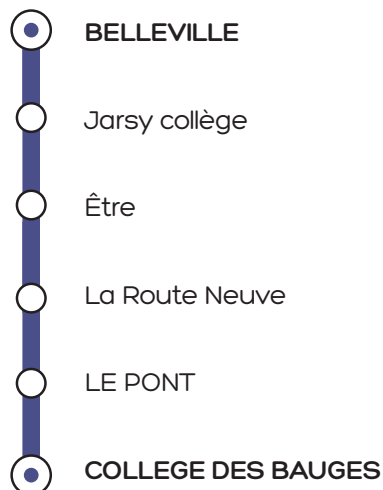 BELLEVILLE
Jarsy collège
Être
La Route Neuve
LE PONT
COLLEGE DES BAUGES